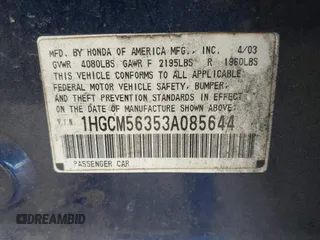 MFD. BY HONDA OF AMERICA MFG., INC. 4/03
GVWR 4080LBS GAWR F 2195LBS R 1960LBS
THIS VEHICLE CONFORMS TO ALL APPLICABLE
FEDERAL MOTOR VEHICLE SAFETY, BUMPER,
AND THEFT PREVENTION STANDARDS IN EFFECT
ON THE DATE OF MANUFACTURE SHOWN ABOVE.
V.I.N. 1HGCM56353A085644
PASSENGER CAR
© DREAMBID